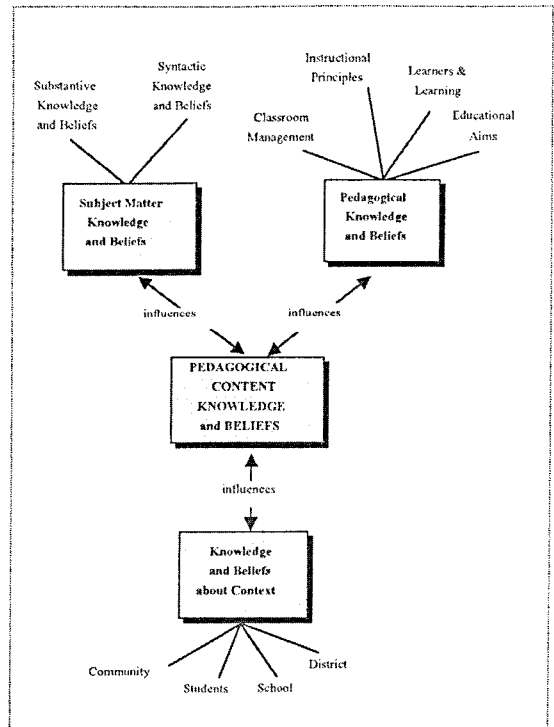 Substantive
Knowledge
and Beliefs
Syntactic
Knowledge
and Beliefs
Instructional
Principles
Learners &
Learning
Classroom
Management
Educational
Aims
Subject Matter
Knowledge
and Beliefs
Pedagogical
Knowledge
and Beliefs
influences
influences
PEDAGOGICAL
CONTENT
KNOWLEDGE
and BELIEFS
influences
Knowledge
and Beliefs
about Context
Community
Students
School
District